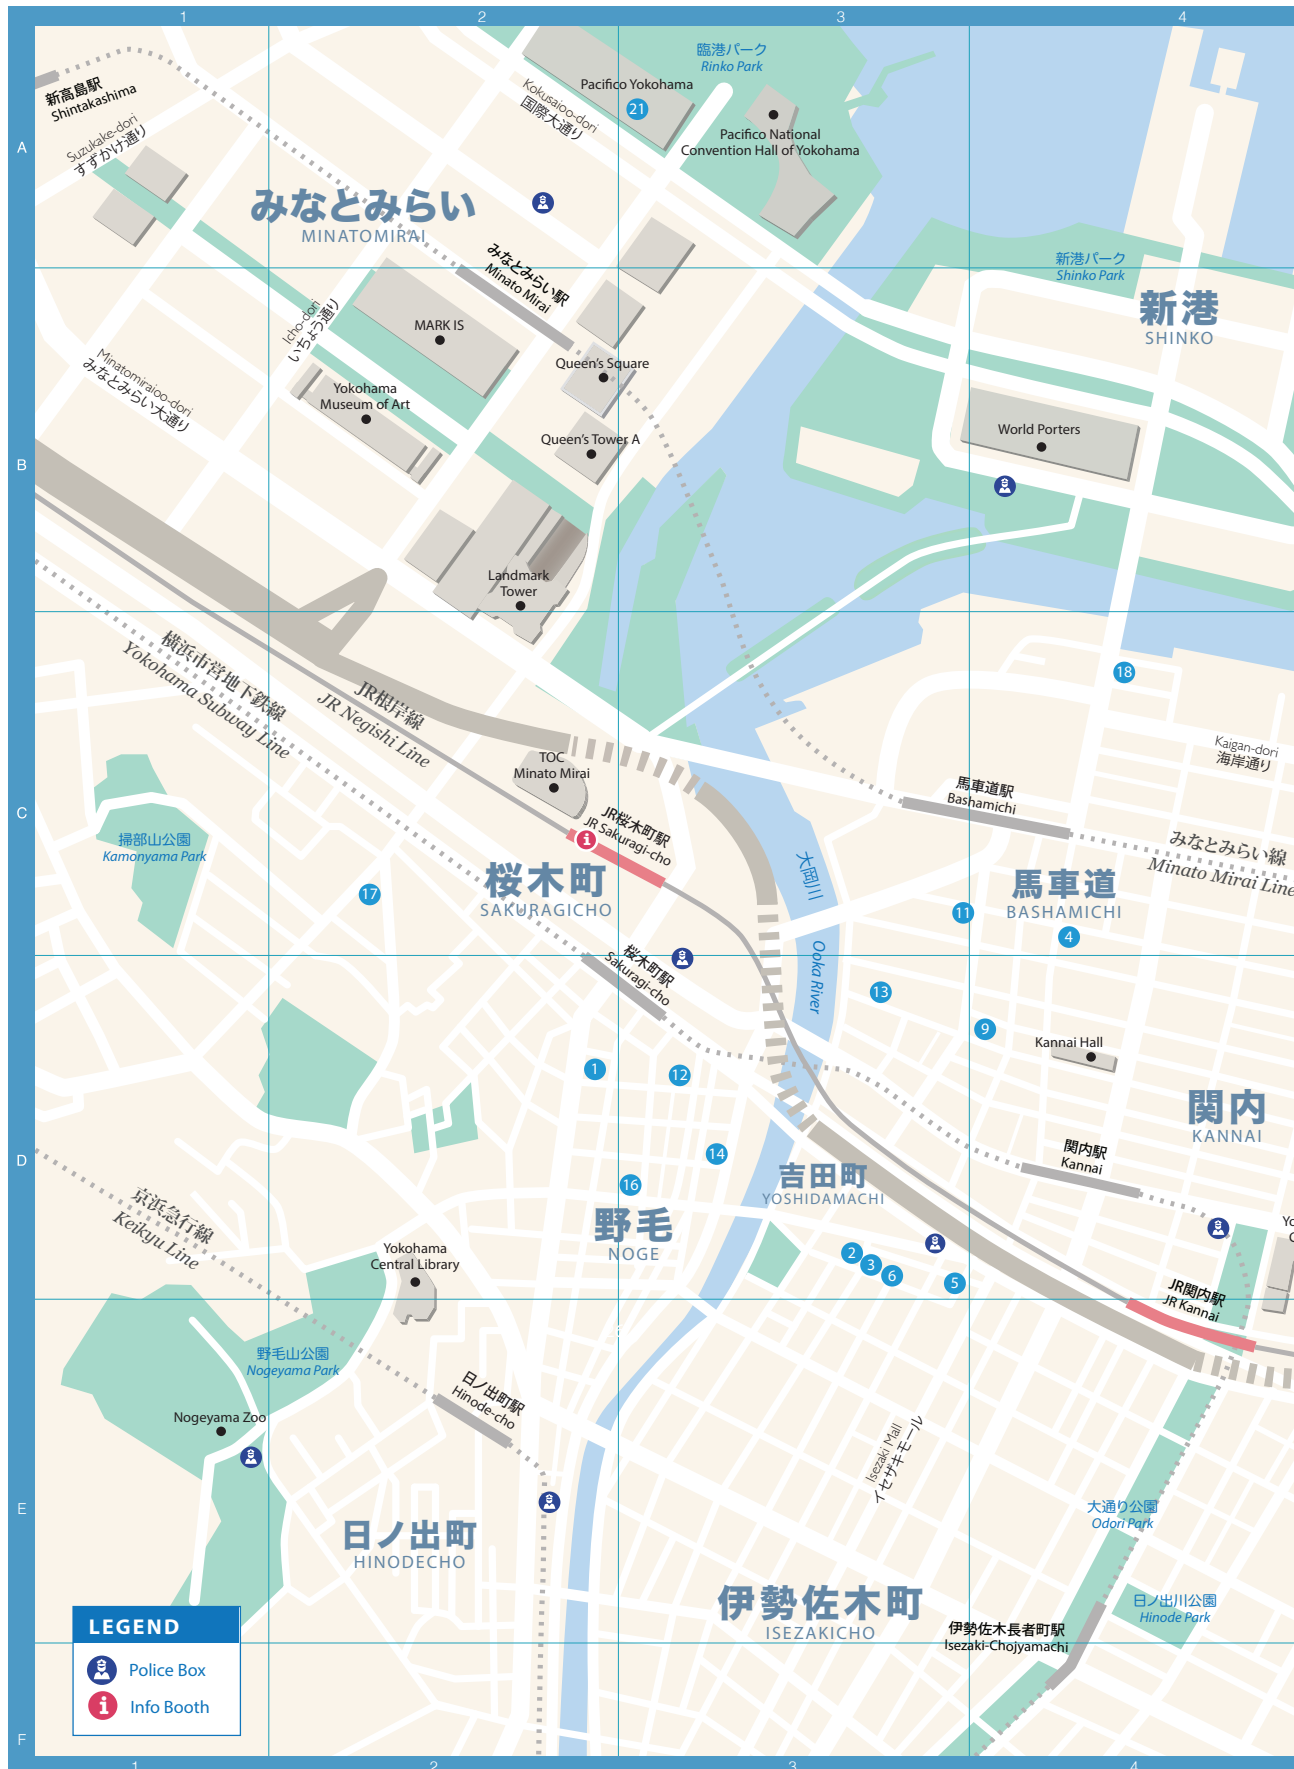 1
2
3
4
A
B
C
D
E
F
新高島駅
Shintakashima
Suzukake-dori
すずかけ通り
みなとみらい
MINATOMIRAI
Kokusaioo-dori
国際大通り
Pacifico Yokohama
21
臨港パーク
Rinko Park
Pacifico National
Convention Hall of Yokohama
みなとみらい駅
Minato Mirai
新港パーク
Shinko Park
新港
SHINKO
Icho-dori
いちょう通り
MARK IS
Minatomiraioo-dori
みなとみらい大通り
Yokohama
Museum of Art
Queen's Square
Queen's Tower A
World Porters
Landmark
Tower
横浜市営地下鉄線
Yokohama Subway Line
JR根岸線
JR Negishi Line
18
Kaigan-dori
海岸通り
TOC
Minato Mirai
馬車道駅
Bashamichi
掃部山公園
Kamonyama Park
JR桜木町駅
JR Sakuragi-cho
i
みなとみらい線
Minato Mirai Line
17
桜木町
SAKURAGICHO
大岡川
Ooka River
馬車道
BASHAMICHI
11
4
桜木町駅
Sakuragi-cho
13
9
Kannai Hall
1
12
関内
KANNAI
14
関内駅
Kannai
16
吉田町
YOSHIDAMACHI
京浜急行線
Keikyu Line
野毛
NOGE
Yokohama
Central Library
2
3
6
5
Yo
C
JR関内駅
JR Kannai
野毛山公園
Nogeyama Park
日ノ出町駅
Hinode-cho
Nogeyama Zoo
Isezaki Mall
イセザキモール
大通り公園
Odori Park
日ノ出町
HINODECHO
伊勢佐木町
ISEZAKICHO
日ノ出川公園
Hinode Park
伊勢佐木長者町駅
Isezaki-Chojyamachi
LEGEND
Police Box
i
Info Booth
1
2
3
4